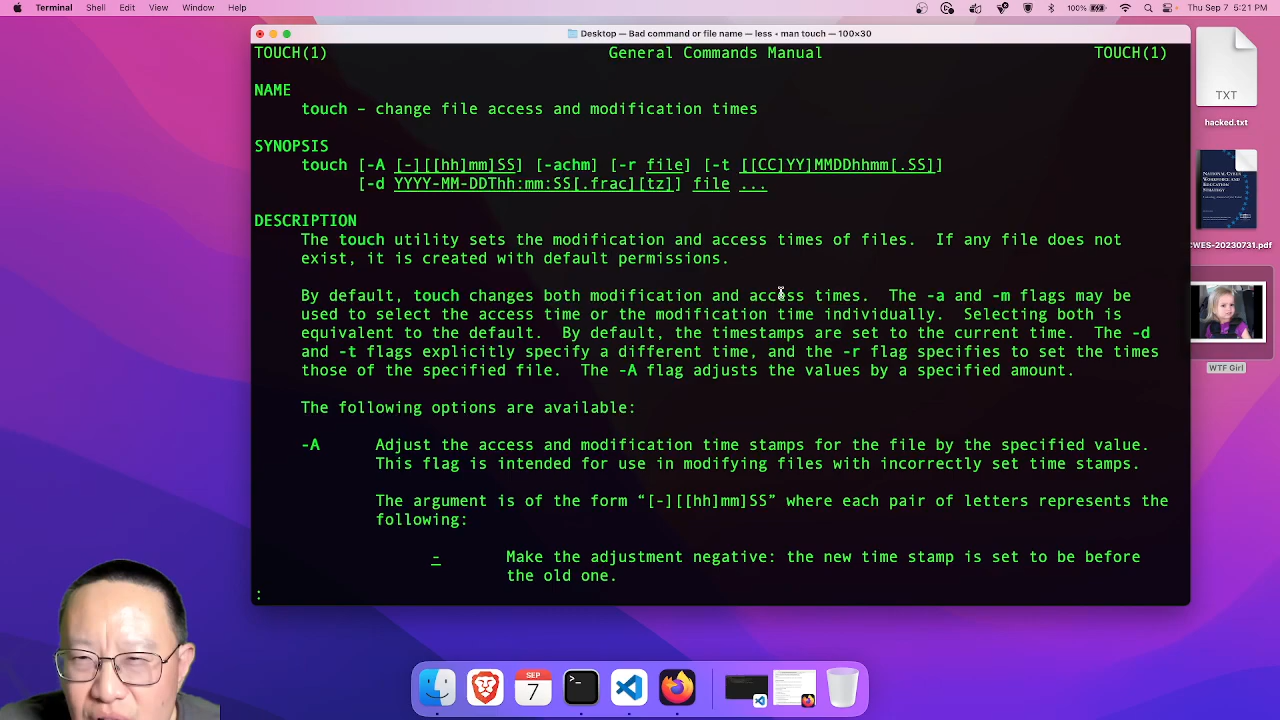 Terminal Shell Edit View Window Help 100% Thu Sep 7 5:21 PM
Desktop — Bad command or file name — less ◂ man touch — 100×30
TOUCH(1) General Commands Manual TOUCH(1)
NAME
touch – change file access and modification times
SYNOPSIS
touch [-A [-][[hh]mm]SS] [-achm] [-r file] [-t [[CC]YY]MMDDhhmm[.SS]]
[-d YYYY-MM-DDThh:mm:SS[.frac][tz]] file ...
DESCRIPTION
The touch utility sets the modification and access times of files. If any file does not
exist, it is created with default permissions.
By default, touch changes both modification and access times. The -a and -m flags may be
used to select the access time or the modification time individually. Selecting both is
equivalent to the default. By default, the timestamps are set to the current time. The -d
and -t flags explicitly specify a different time, and the -r flag specifies to set the times
those of the specified file. The -A flag adjusts the values by a specified amount.
The following options are available:
-A Adjust the access and modification time stamps for the file by the specified value.
This flag is intended for use in modifying files with incorrectly set time stamps.
The argument is of the form “[-][[hh]mm]SS” where each pair of letters represents the
following:
- Make the adjustment negative: the new time stamp is set to be before
the old one.
:
TXT
hacked.txt
NATIONAL CYBER
WORKFORCE AND
EDUCATION
STRATEGY
CWES-20230731.pdf
WTF Girl
SEP
7
>_